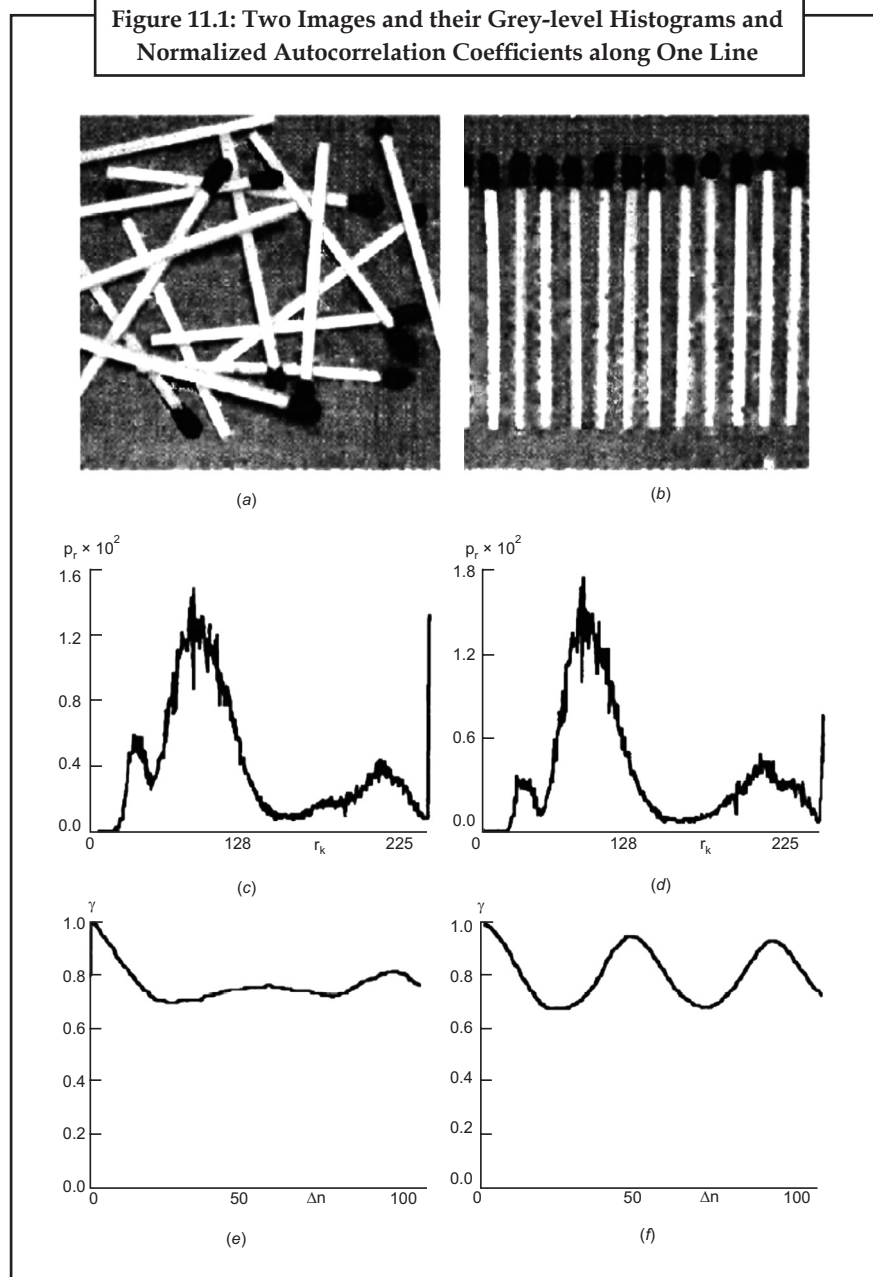 Figure 11.1: Two Images and their Grey-level Histograms and
Normalized Autocorrelation Coefficients along One Line
(a)
(b)
p_r × 10²
1.6
1.2
0.8
0.4
0.0
0
128
r_k
225
(c)
p_r × 10²
1.8
1.2
0.6
0.0
0
128
r_k
225
(d)
γ
1.0
0.8
0.6
0.4
0.2
0.0
0
50
Δn
100
(e)
γ
1.0
0.8
0.6
0.4
0.2
0.0
0
50
Δn
100
(f)